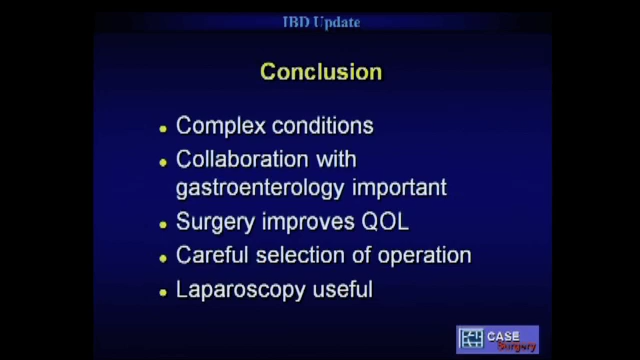 IBD Update
Conclusion
• Complex conditions
• Collaboration with
gastroenterology important
• Surgery improves QOL
• Careful selection of operation
• Laparoscopy useful
CASE
Surgery